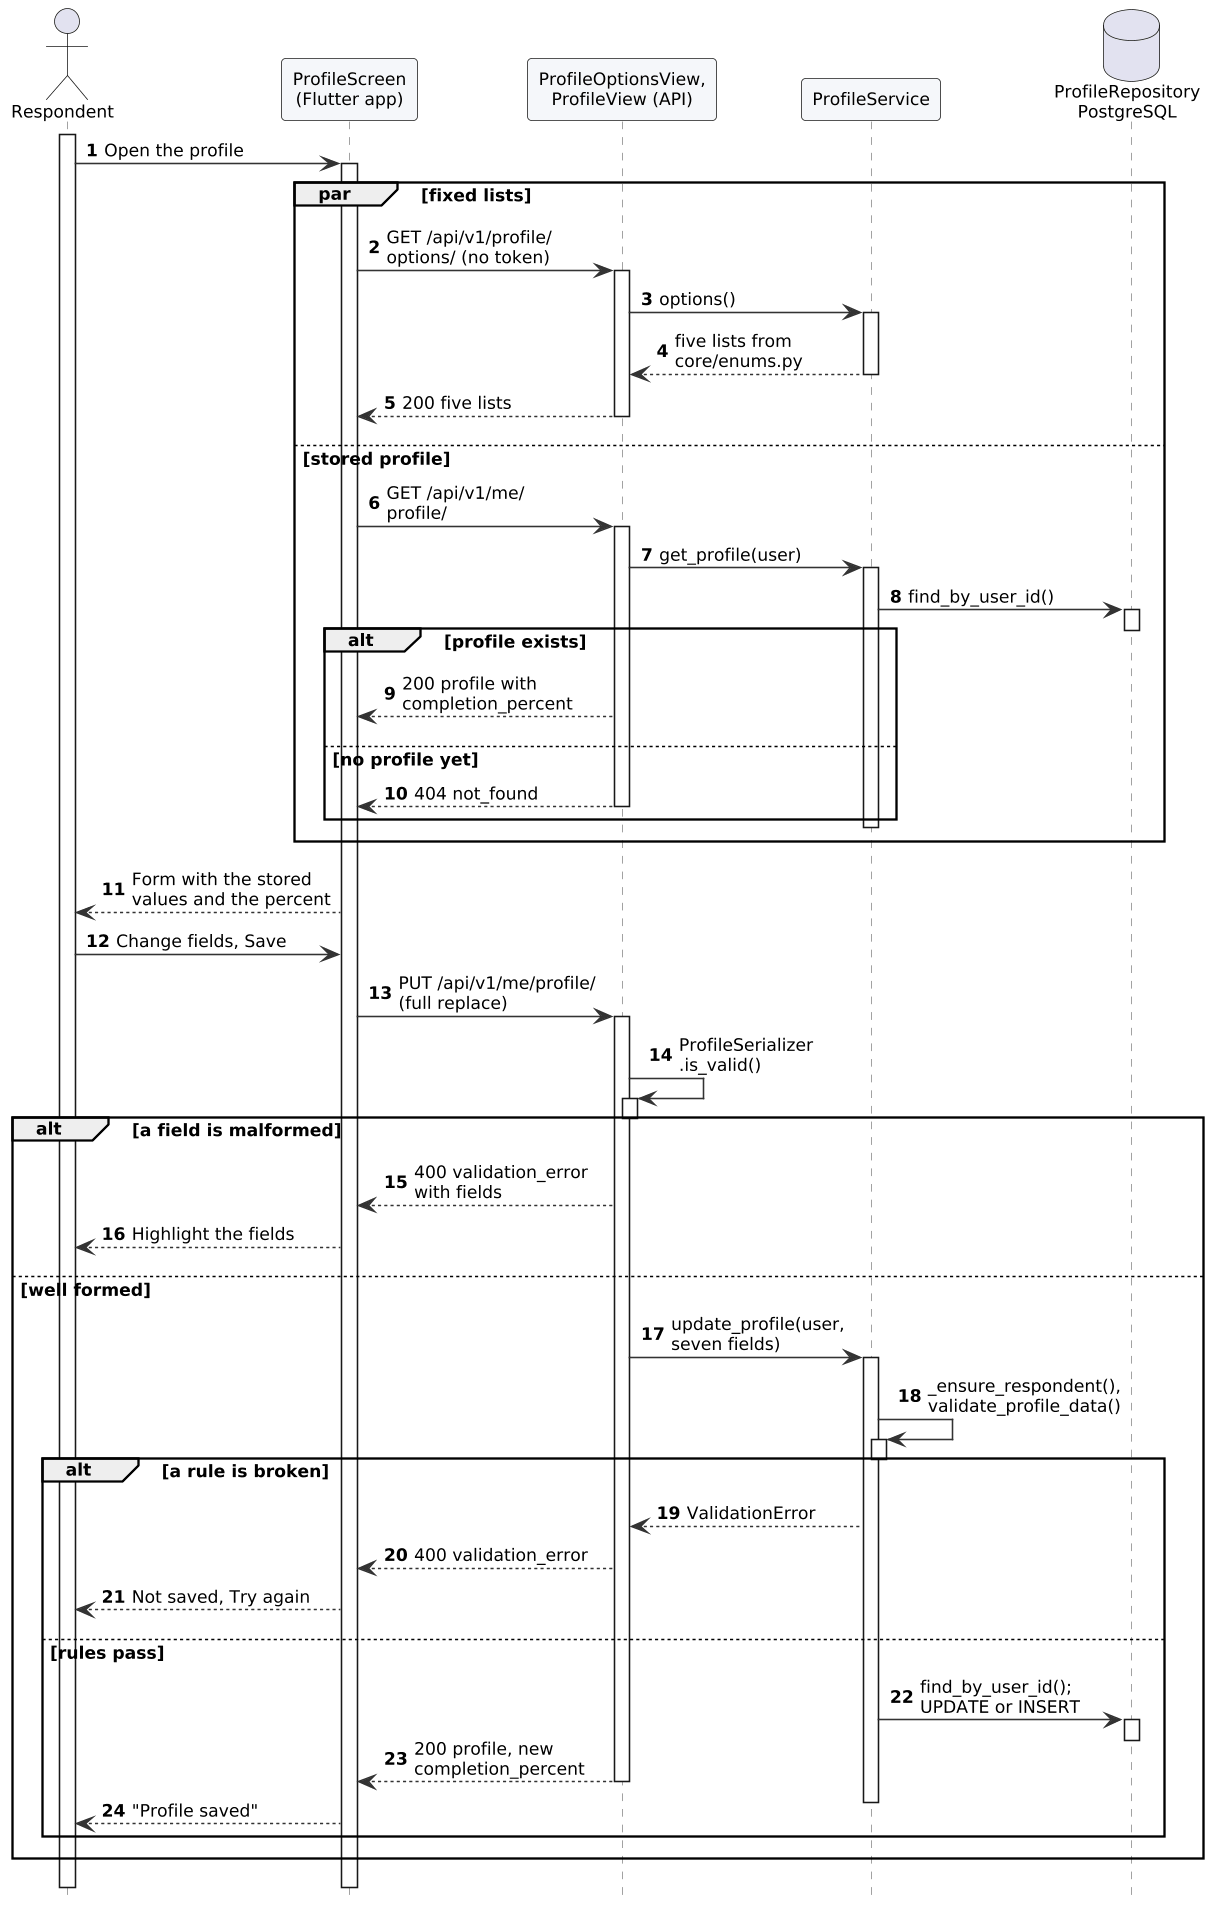 Respondent
ProfileScreen
(Flutter app)
ProfileOptionsView,
ProfileView (API)
ProfileService
ProfileRepository
PostgreSQL
1 Open the profile
par [fixed lists]
2 GET /api/v1/profile/
options/ (no token)
3 options()
4 five lists from
core/enums.py
5 200 five lists
[stored profile]
6 GET /api/v1/me/
profile/
7 get_profile(user)
8 find_by_user_id()
alt [profile exists]
9 200 profile with
completion_percent
[no profile yet]
10 404 not_found
11 Form with the stored
values and the percent
12 Change fields, Save
13 PUT /api/v1/me/profile/
(full replace)
14 ProfileSerializer
.is_valid()
alt [a field is malformed]
15 400 validation_error
with fields
16 Highlight the fields
[well formed]
17 update_profile(user,
seven fields)
18 _ensure_respondent(),
validate_profile_data()
alt [a rule is broken]
19 ValidationError
20 400 validation_error
21 Not saved, Try again
[rules pass]
22 find_by_user_id();
UPDATE or INSERT
23 200 profile, new
completion_percent
24 "Profile saved"